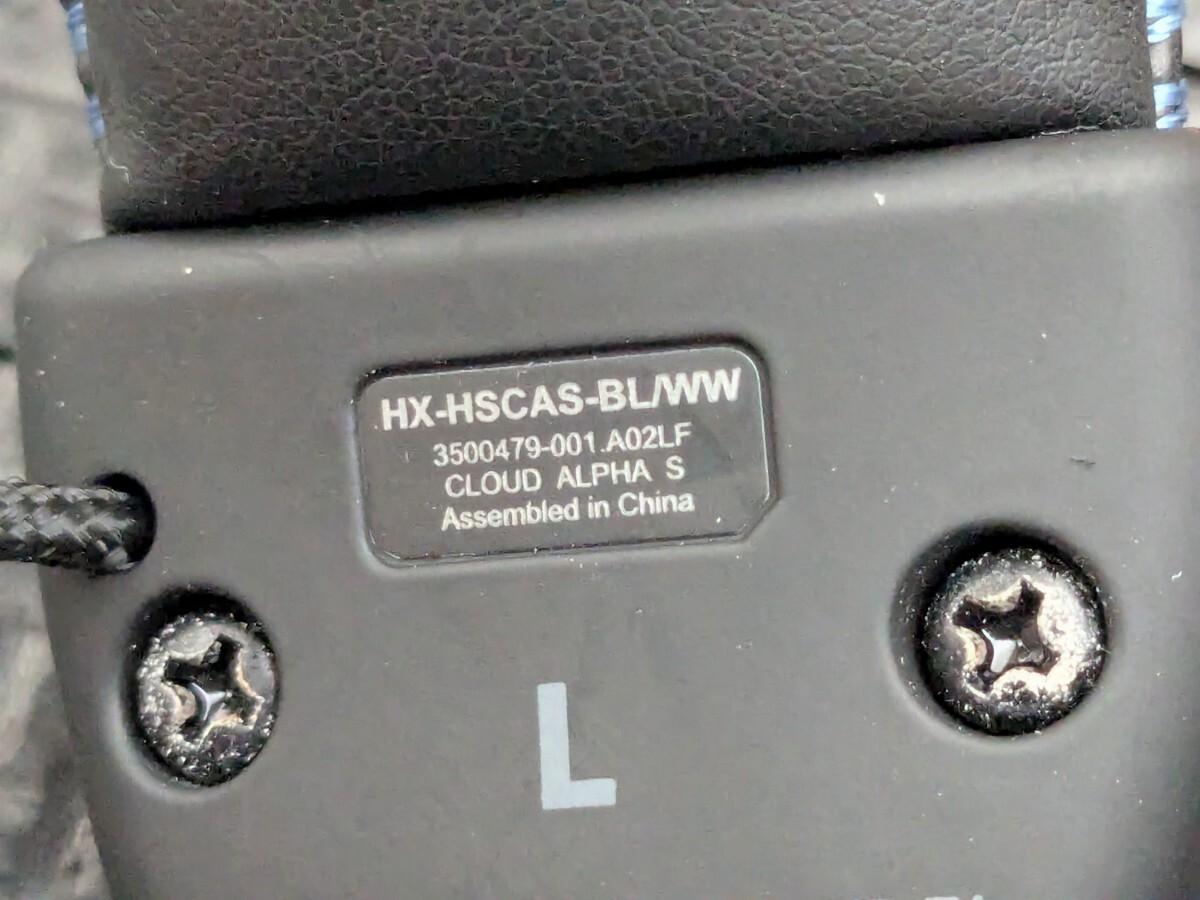 HX-HSCAS-BL/WW
3500479-001.A02LF
CLOUD ALPHA S
Assembled in China
L